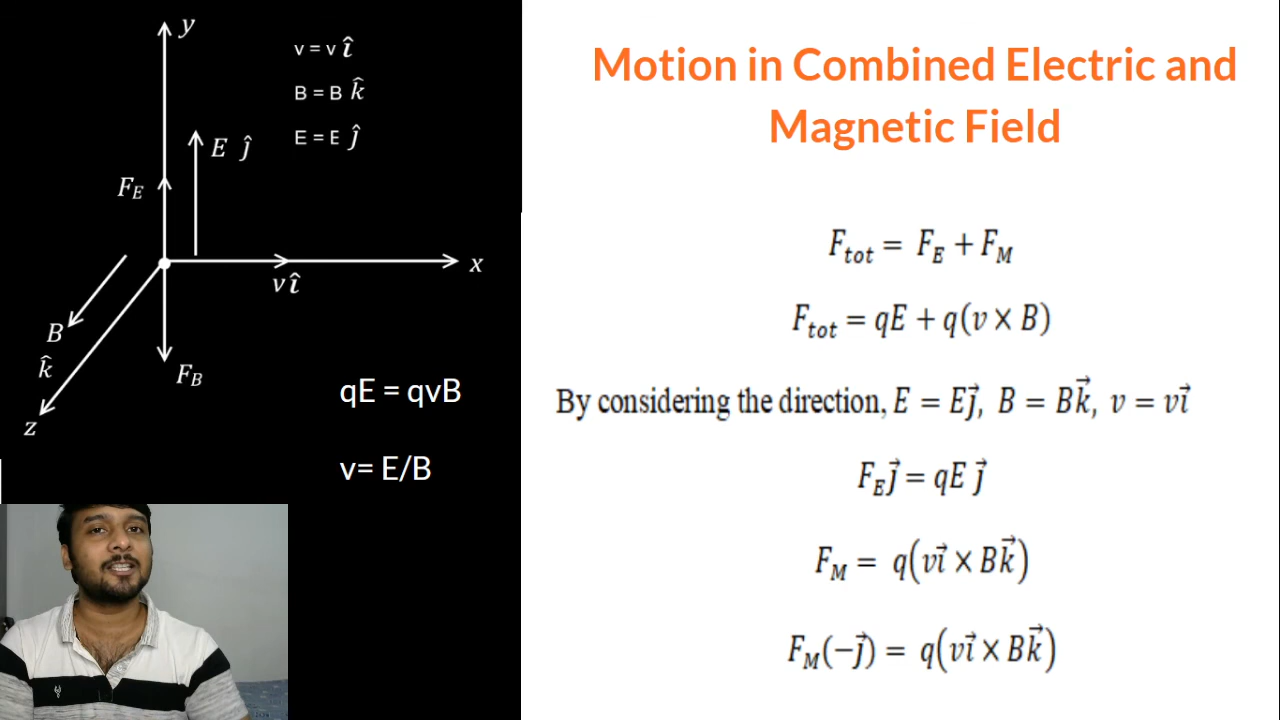 y
v = v î
B = B k̂
E = E ĵ
E ĵ
F_E
x
vî
B
k̂
F_B
z
qE = qvB
v= E/B
Motion in Combined Electric and
Magnetic Field
F_tot = F_E + F_M
F_tot = qE + q(v × B)
By considering the direction, E = Ej⃗, B = Bk⃗, v = vi⃗
F_E j⃗ = qE j⃗
F_M = q(vi⃗ × Bk⃗)
F_M(−j⃗) = q(vi⃗ × Bk⃗)